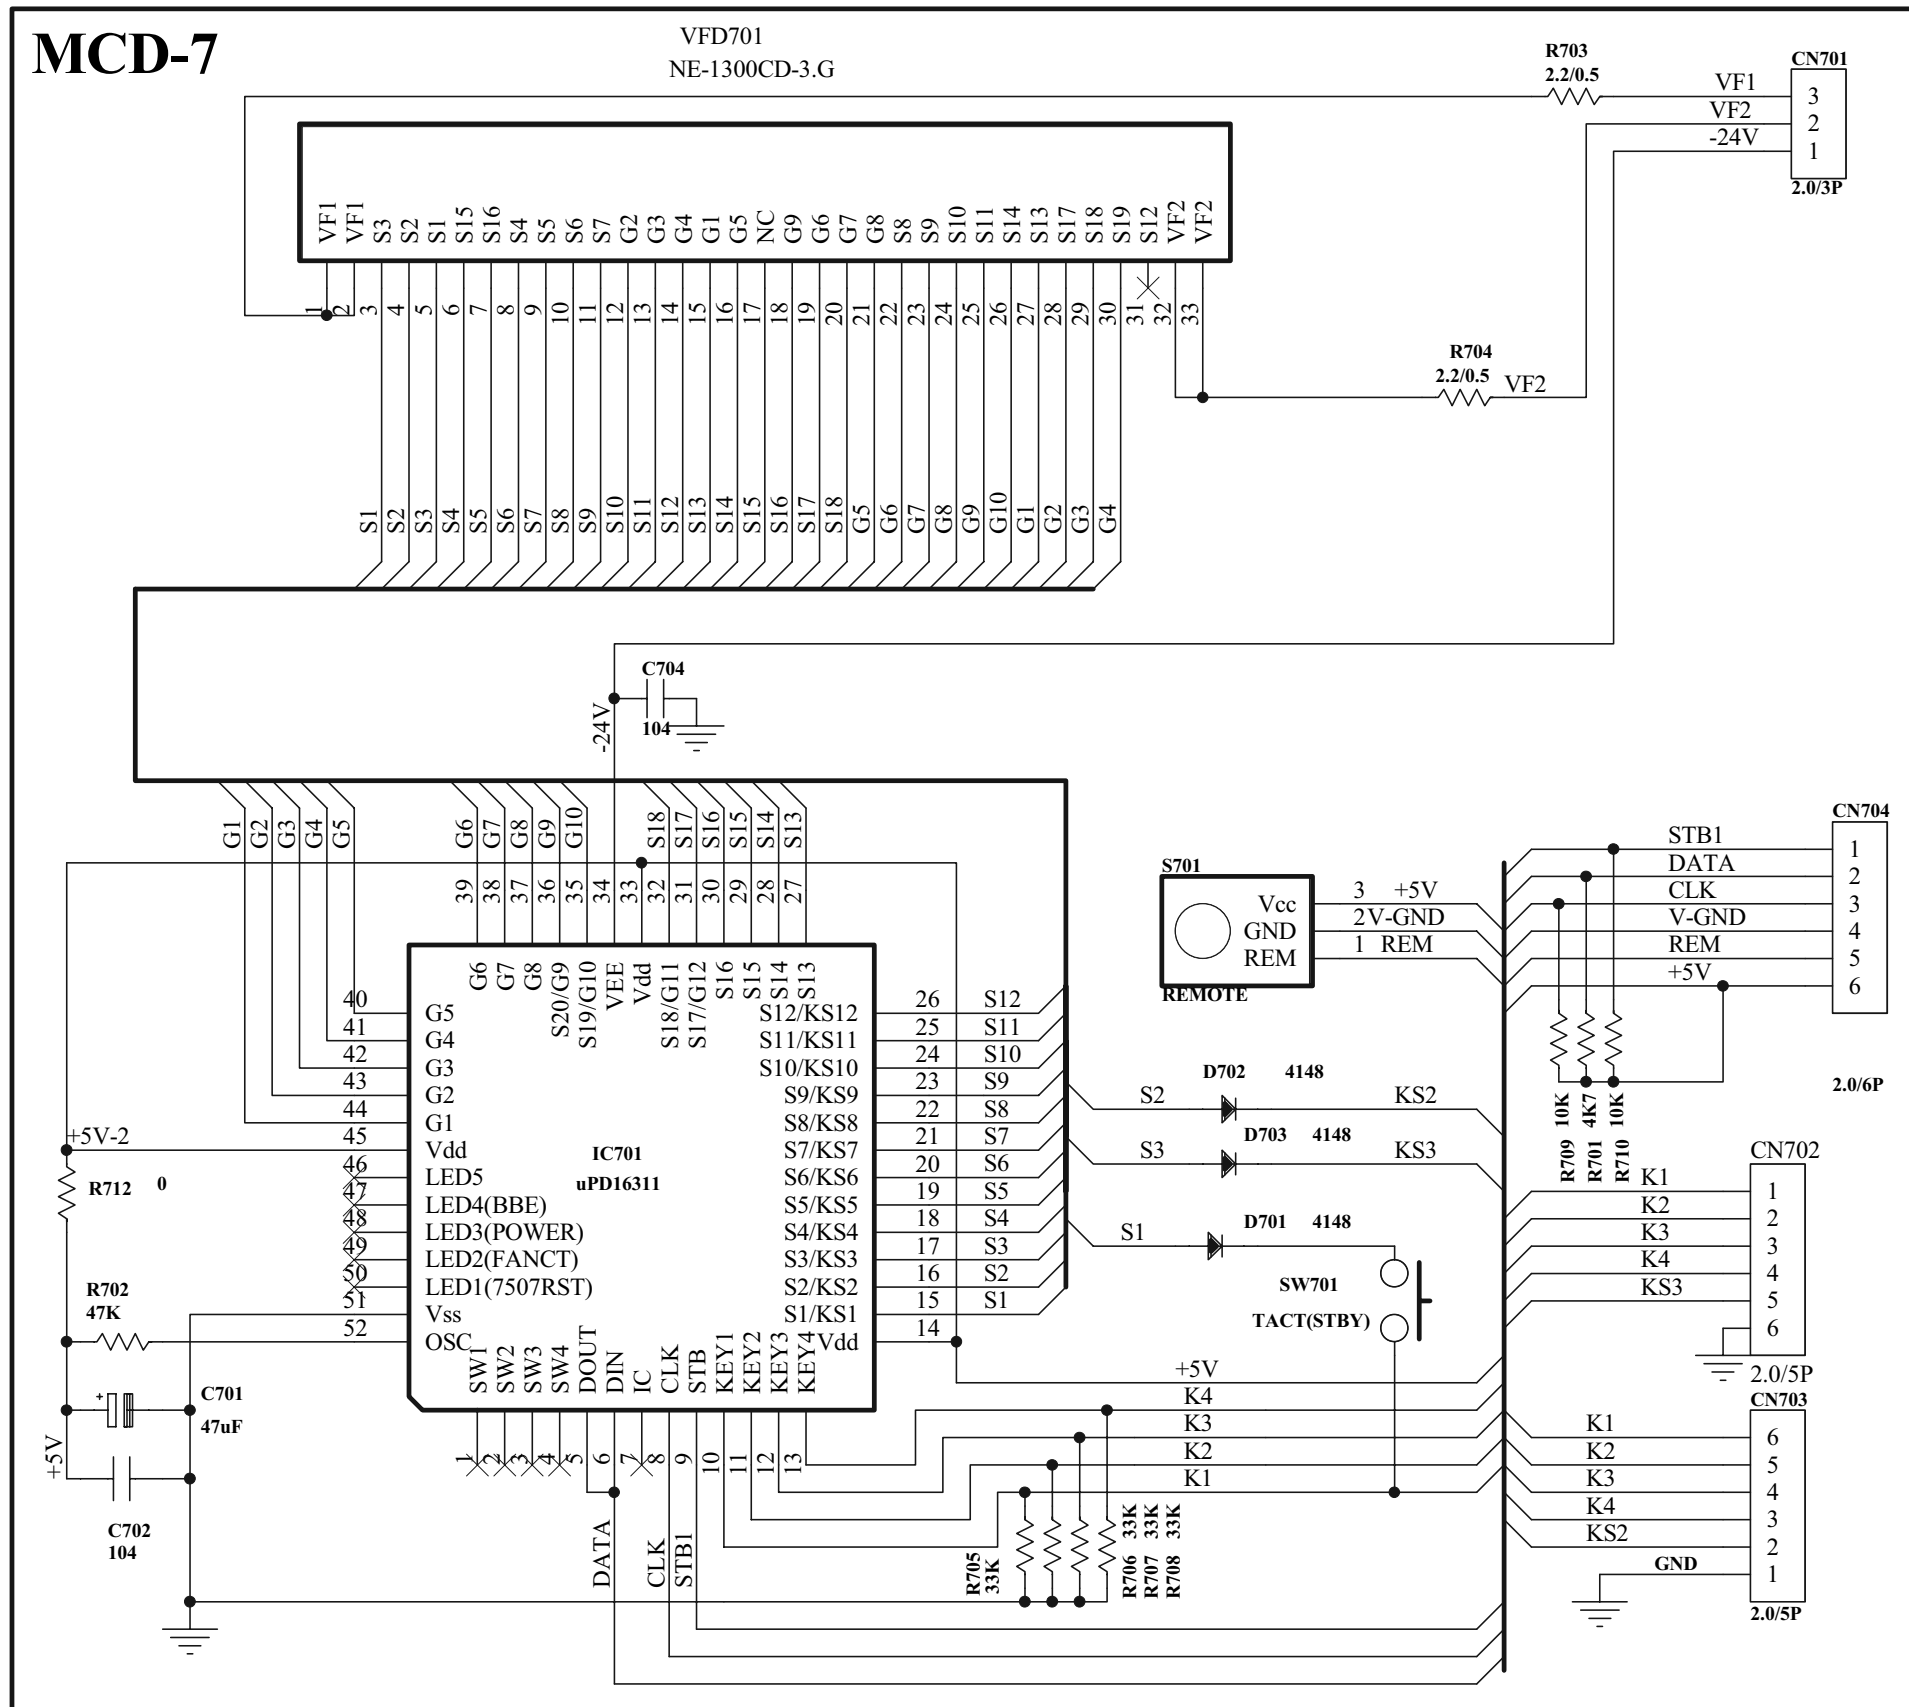 MCD-7
VFD701
NE-1300CD-3.G
R703
2.2/0.5
CN701
VF1
VF2
-24V
3
2
1
2.0/3P
VF1
VF1
S3
S2
S1
S15
S16
S4
S5
S6
S7
G2
G3
G4
G1
G5
NC
G9
G6
G7
G8
S8
S9
S10
S11
S14
S13
S17
S18
S19
S12
VF2
VF2
1
2
3
4
5
6
7
8
9
10
11
12
13
14
15
16
17
18
19
20
21
22
23
24
25
26
27
28
29
30
31
32
33
R704
2.2/0.5
VF2
S1
S2
S3
S4
S5
S6
S7
S8
S9
S10
S11
S12
S13
S14
S15
S16
S17
S18
G5
G6
G7
G8
G9
G10
G1
G2
G3
G4
C704
104
-24V
G1
G2
G3
G4
G5
G6
G7
G8
G9
G10
S18
S17
S16
S15
S14
S13
39
38
37
36
35
34
33
32
31
30
29
28
27
G6
G7
G8
S20/G9
S19/G10
VEE
Vdd
S18/G11
S17/G12
S16
S15
S14
S13
40
41
42
43
44
45
46
47
48
49
50
51
52
G5
G4
G3
G2
G1
Vdd
LED5
LED4(BBE)
LED3(POWER)
LED2(FANCT)
LED1(7507RST)
Vss
OSC
IC701
uPD16311
S12/KS12
S11/KS11
S10/KS10
S9/KS9
S8/KS8
S7/KS7
S6/KS6
S5/KS5
S4/KS4
S3/KS3
S2/KS2
S1/KS1
Vdd
26 S12
25 S11
24 S10
23 S9
22 S8
21 S7
20 S6
19 S5
18 S4
17 S3
16 S2
15 S1
14
SW1
SW2
SW3
SW4
DOUT
DIN
IC
CLK
STB
KEY1
KEY2
KEY3
KEY4
1
2
3
4
5
6
7
8
9
10
11
12
13
+5V-2
R712 0
R702
47K
+
C701
47uF
+5V
C702
104
S701
Vcc
GND
REM
REMOTE
3 +5V
2 V-GND
1 REM
CN704
STB1
DATA
CLK
V-GND
REM
+5V
1
2
3
4
5
6
2.0/6P
R709 10K
R701 4K7
R710 10K
S2
D702 4148
KS2
S3
D703 4148
KS3
S1
D701 4148
SW701
TACT(STBY)
CN702
K1
K2
K3
K4
KS3
1
2
3
4
5
6
2.0/5P
+5V
K4
K3
K2
K1
CN703
K1
K2
K3
K4
KS2
GND
6
5
4
3
2
1
2.0/5P
R705
33K
R706 33K
R707 33K
R708 33K
DATA
CLK
STB1